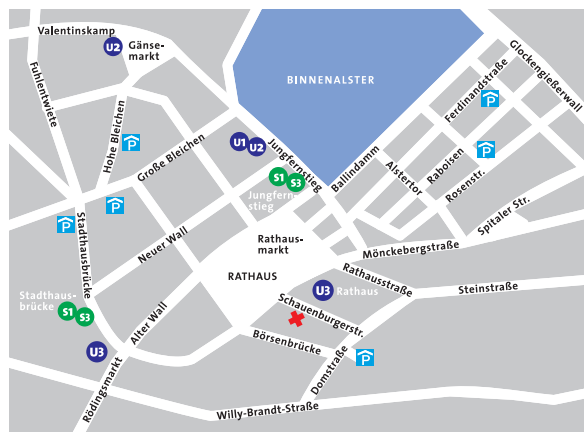 Valentinskamp
U2
Gänse-
markt
Fuhlentwiete
Hohe Bleichen
P
Große Bleichen
U1
U2
Jungfernstieg
BINNENALSTER
Glockengießerwall
Ferdinandstraße
P
P
Raboisen
Rosenstr.
Alstertor
Ballindamm
Spitaler Str.
S1
S3
Jungfern-
stieg
P
P
Stadthausbrücke
Neuer Wall
Rathaus-
markt
RATHAUS
Mönckebergstraße
Rathausstraße
Steinstraße
U3
Rathaus
Schauenburgerstr.
Stadthaus-
brücke
S1
S3
Alter Wall
Börsenbrücke
P
Domstraße
U3
Rödingsmarkt
Willy-Brandt-Straße